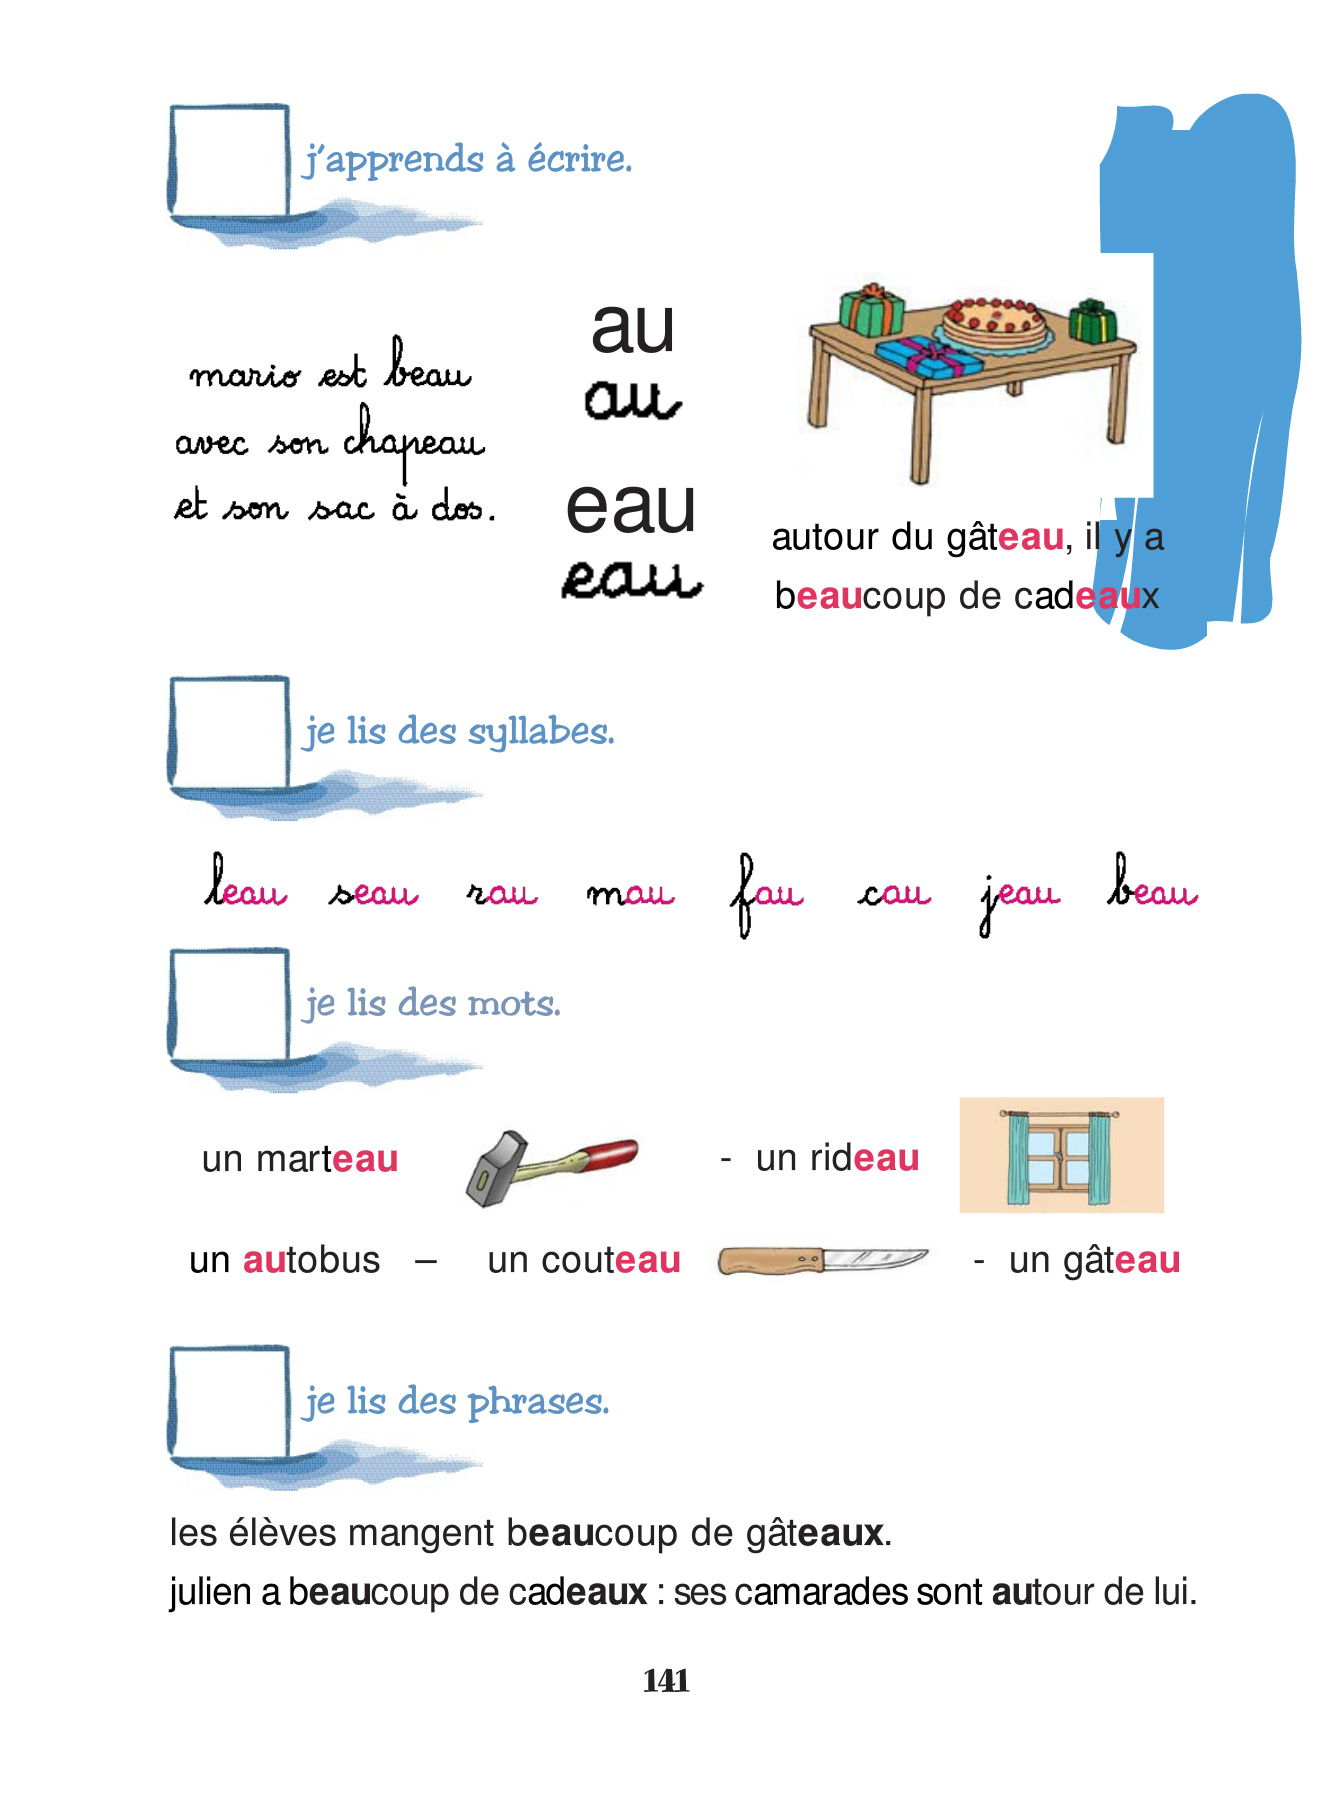 j'apprends à écrire.
mario est beau
avec son chapeau
et son sac à dos.
au
au
eau
eau
autour du gâteau, il y a
beaucoup de cadeaux
je lis des syllabes.
leau seau rau mau fau cau jeau beau
je lis des mots.
un marteau - un rideau
un autobus – un couteau - un gâteau
je lis des phrases.
les élèves mangent beaucoup de gâteaux.
julien a beaucoup de cadeaux : ses camarades sont autour de lui.
141